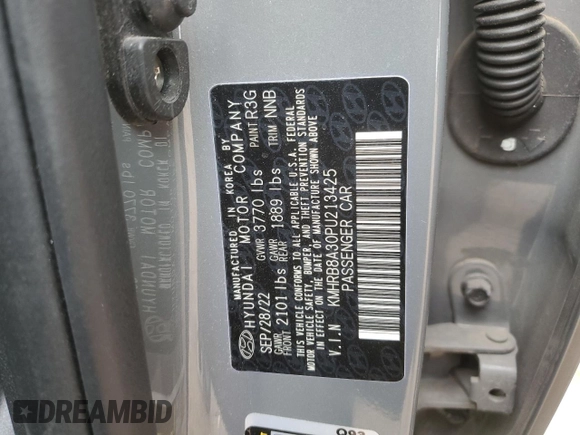 MANUFACTURED IN KOREA BY
HYUNDAI MOTOR COMPANY
SEP/28/22 GVWR 3770 lbs PAINT R3G
GAWR FRONT 2101 lbs GAWR REAR 1889 lbs TRIM NNB
THIS VEHICLE CONFORMS TO ALL APPLICABLE U.S.A. FEDERAL
MOTOR VEHICLE SAFETY, BUMPER, AND THEFT PREVENTION STANDARDS
IN EFFECT ON THE DATE OF MANUFACTURE SHOWN ABOVE
V.I.N KMHRB8A30PU213425
PASSENGER CAR
DREAMBID